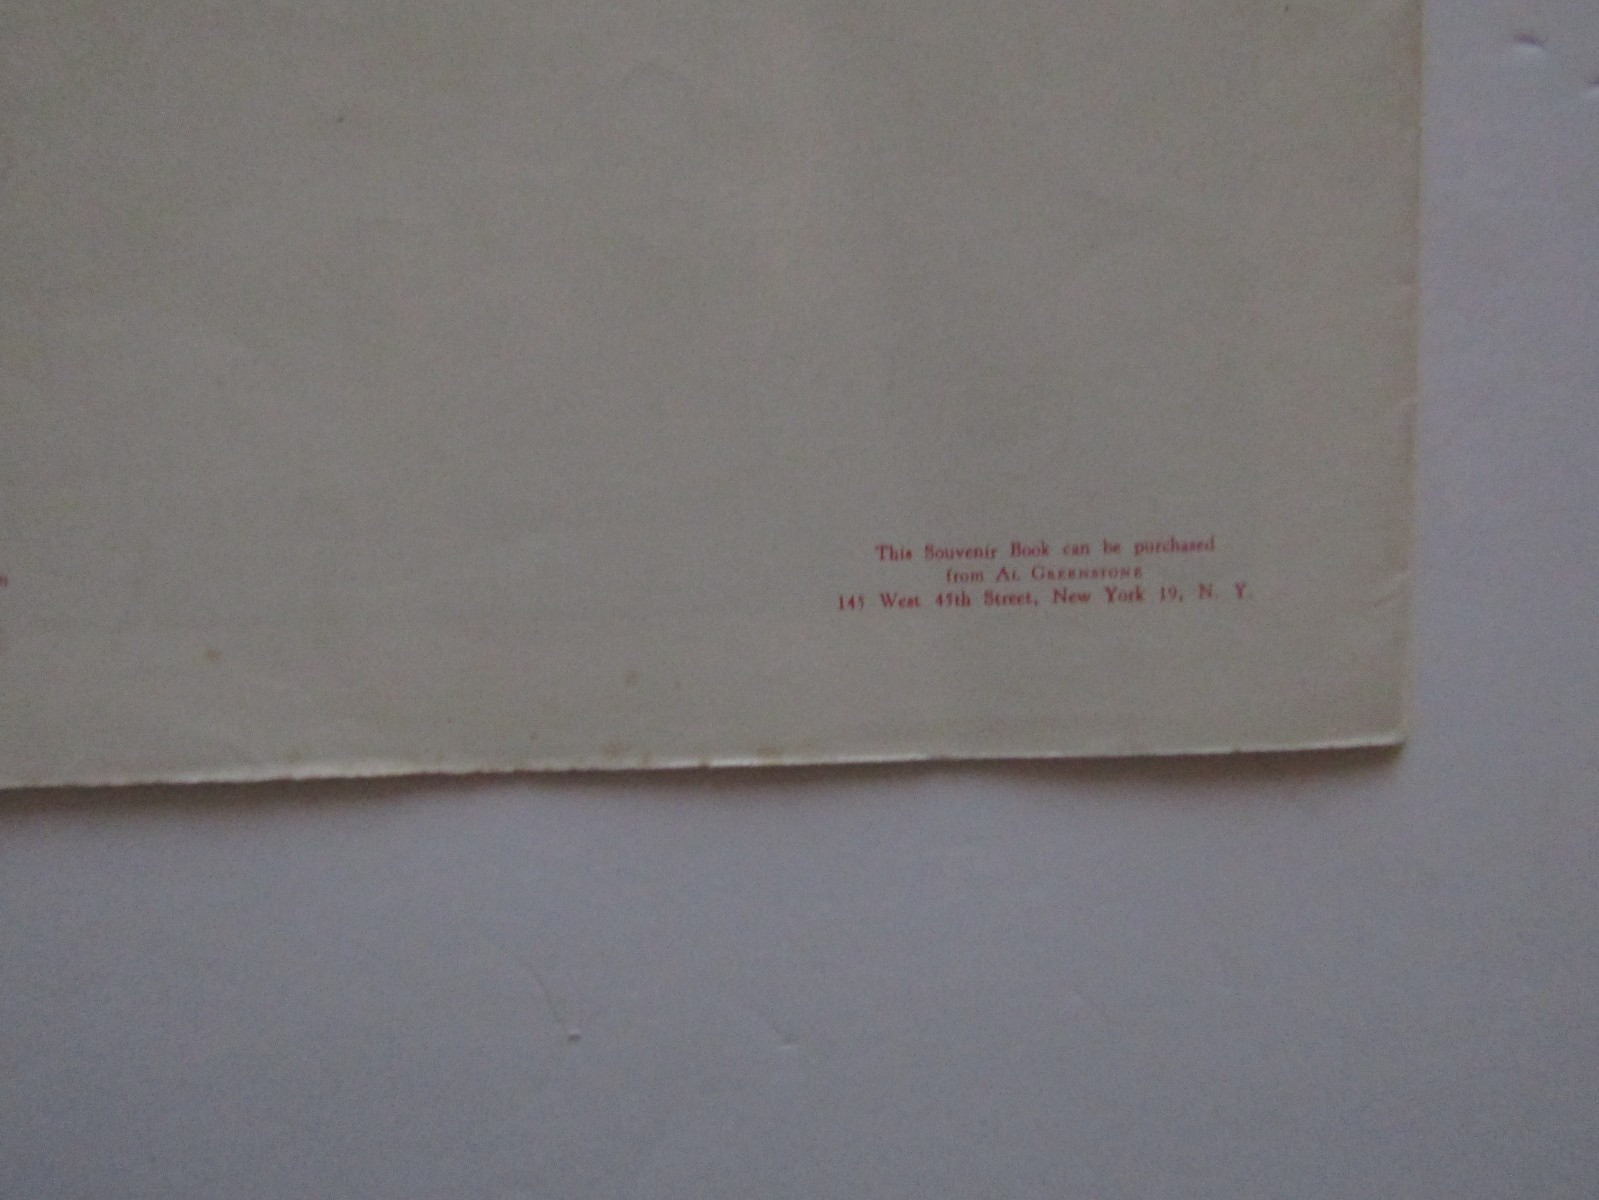 This Souvenir Book can be purchased
from AL GREENSTONE
145 West 45th Street, New York 19, N. Y.